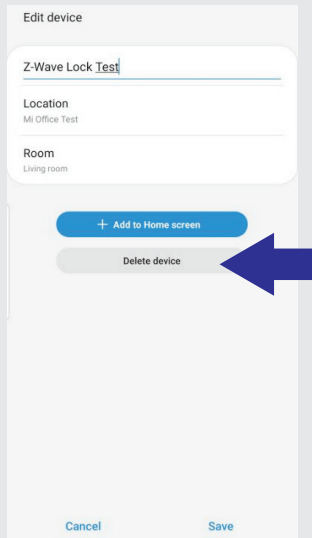 Edit device
Z-Wave Lock Test
Location
Mi Office Test
Room
Living room
+ Add to Home screen
Delete device
Cancel Save